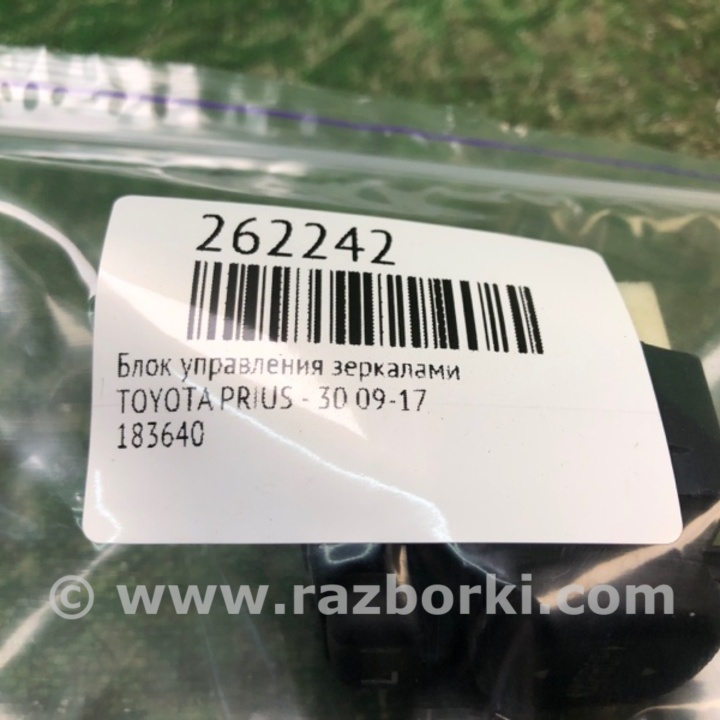 262242
Блок управления зеркалами
TOYOTA PRIUS - 30 09-17
183640
© www.razborki.com
L